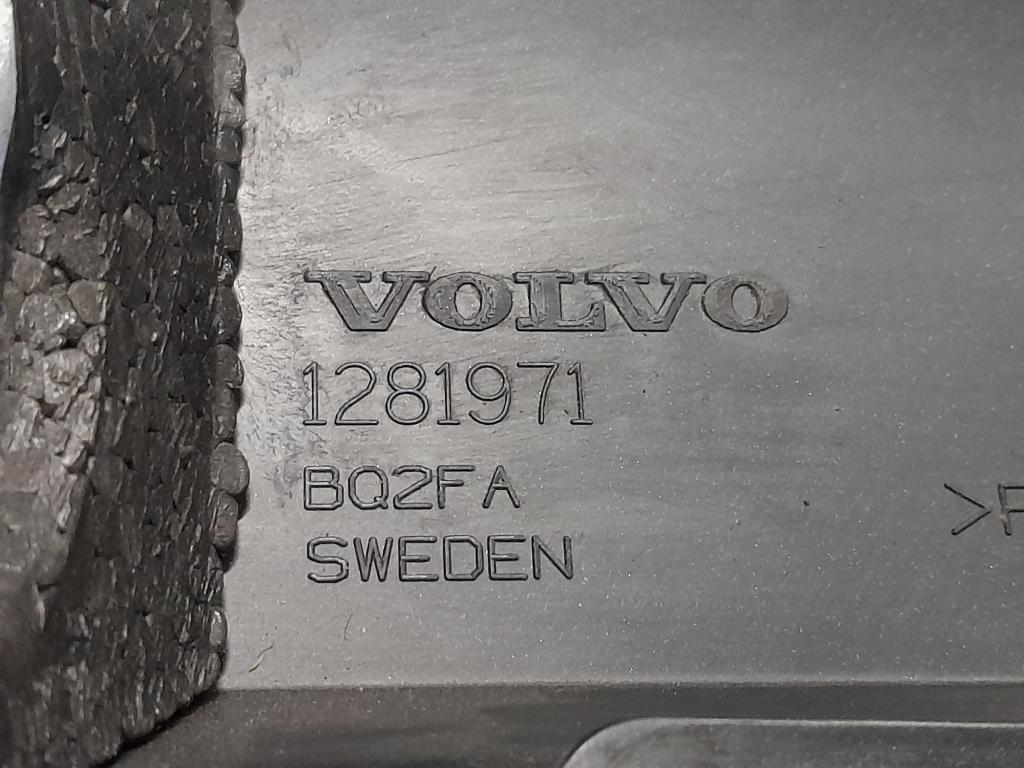 VOLVO
1281971
BQ2FA
SWEDEN